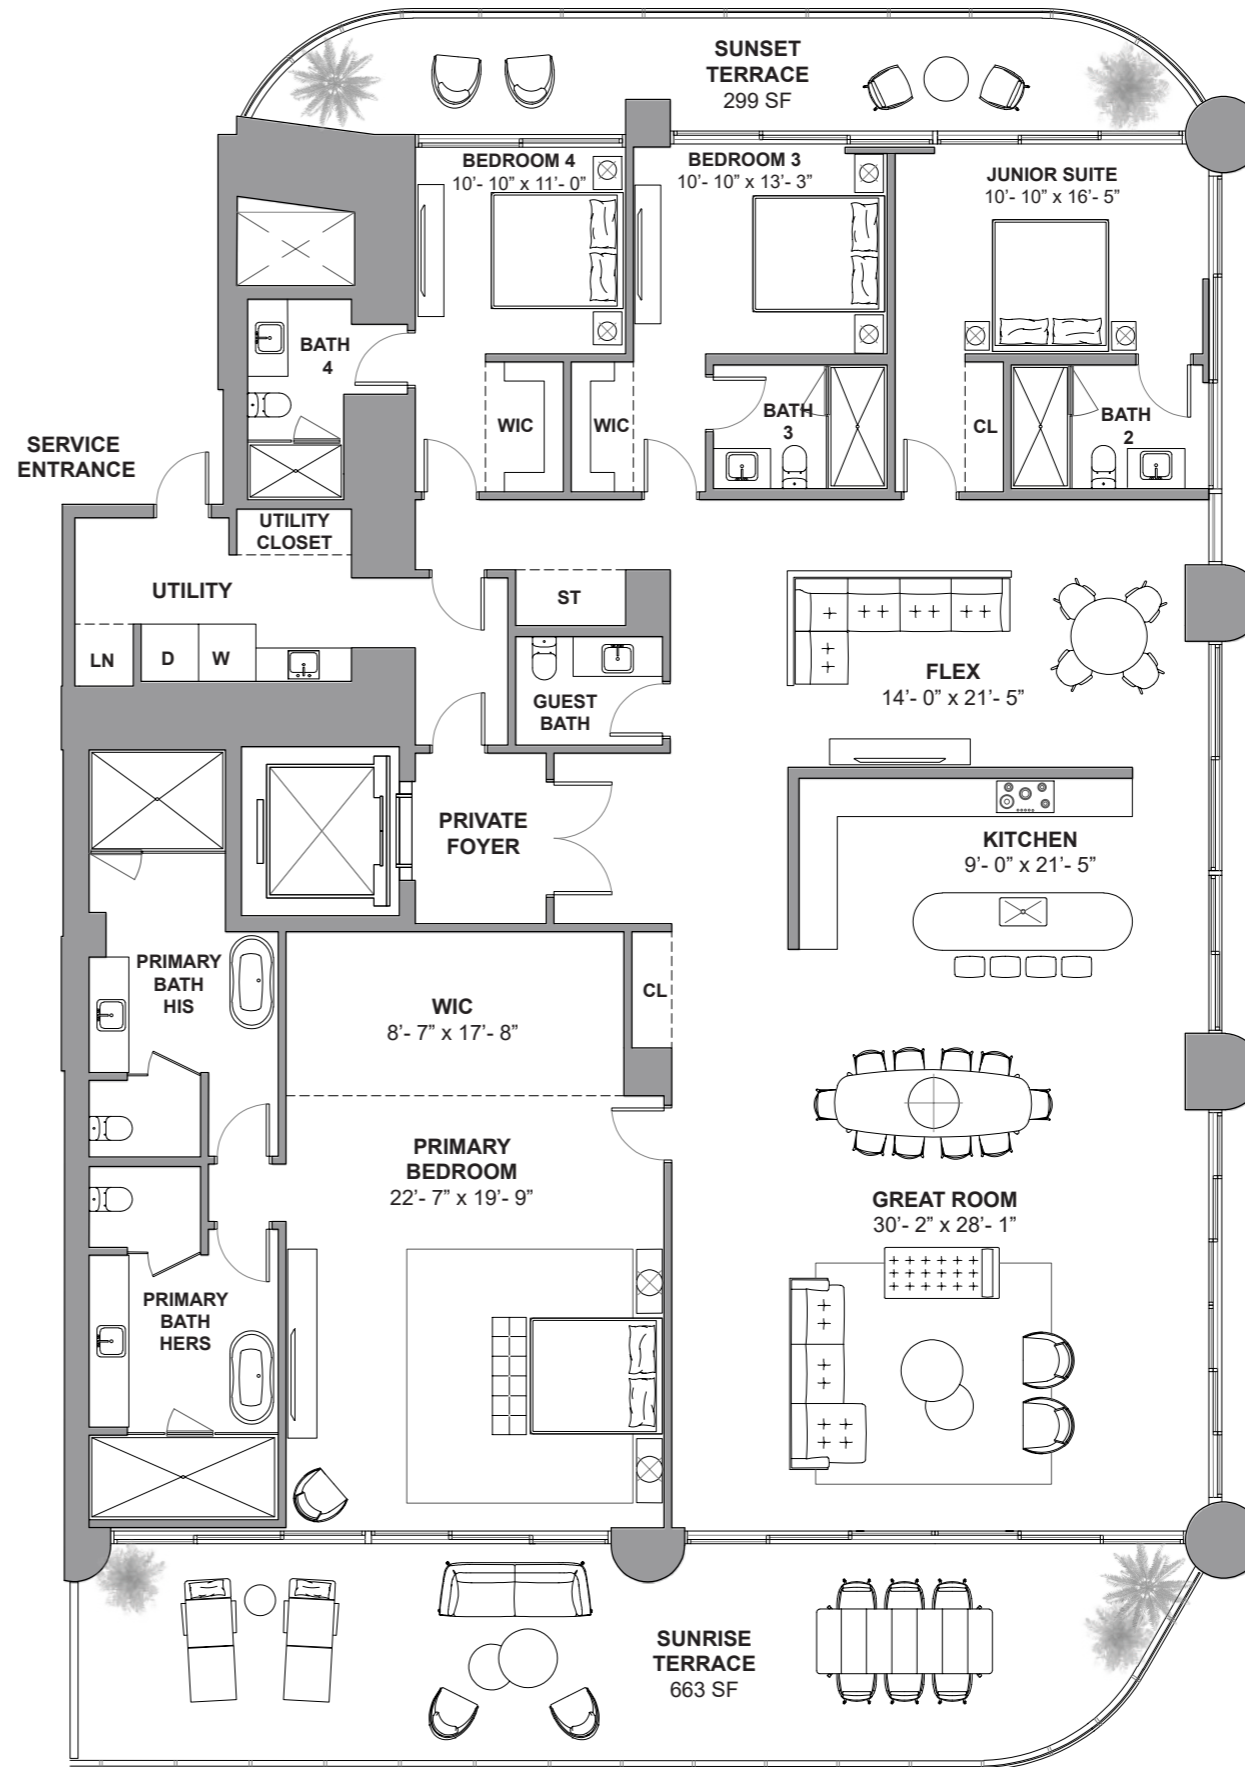 SUNSET
TERRACE
299 SF
BEDROOM 4
10’- 10” x 11’- 0”
BEDROOM 3
10’- 10” x 13’- 3”
JUNIOR SUITE
10’- 10” x 16’- 5”
BATH
4
WIC
WIC
BATH
3
CL
BATH
2
SERVICE
ENTRANCE
UTILITY
CLOSET
UTILITY
ST
LN
D
W
GUEST
BATH
FLEX
14’- 0” x 21’- 5”
PRIVATE
FOYER
KITCHEN
9’- 0” x 21’- 5”
PRIMARY
BATH
HIS
WIC
8’- 7” x 17’- 8”
CL
PRIMARY
BEDROOM
22’- 7” x 19’- 9”
GREAT ROOM
30’- 2” x 28’- 1”
PRIMARY
BATH
HERS
SUNRISE
TERRACE
663 SF